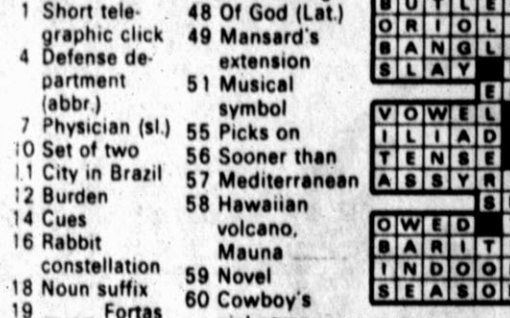 1 Short tele-
graphic click
4 Defense de-
partment
(abbr.)
7 Physician (sl.)
10 Set of two
11 City in Brazil
12 Burden
14 Cues
16 Rabbit
constellation
18 Noun suffix
19 ___ Fortas
48 Of God (Lat.)
49 Mansard's
extension
51 Musical
symbol
55 Picks on
56 Sooner than
57 Mediterranean
58 Hawaiian
volcano,
Mauna
59 Novel
60 Cowboy's
BUTLE
ORIOL
BANGL
SLAY
E
VOWEL
ILIAD
TENSE
ASSYR
S
OWED
BARIT
INDOO
SEASO